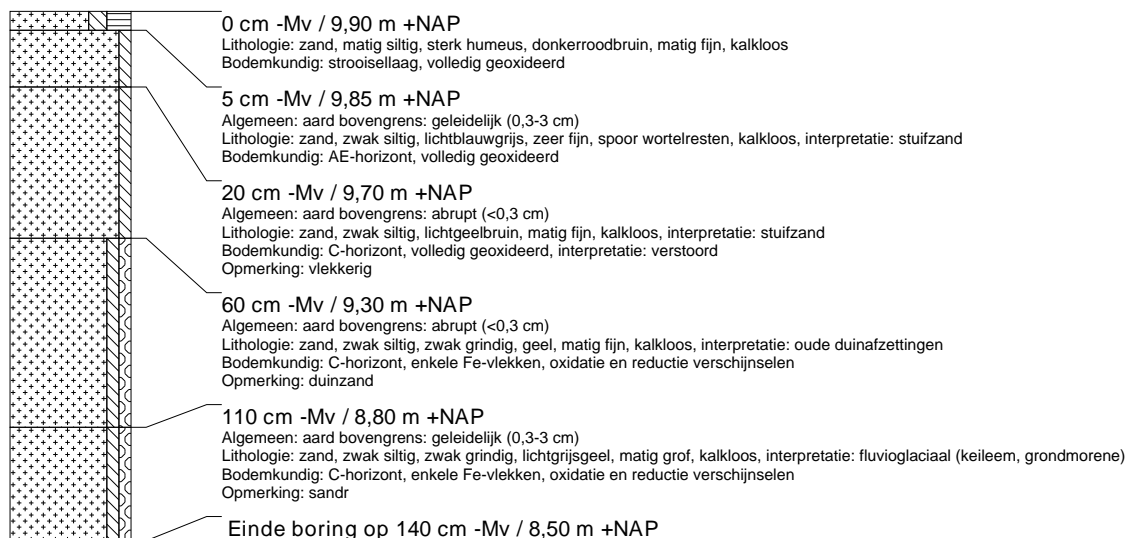 0 cm -Mv / 9,90 m +NAP
Lithologie: zand, matig siltig, sterk humeus, donkerroodbruin, matig fijn, kalkloos
Bodemkundig: strooisellaag, volledig geoxideerd
5 cm -Mv / 9,85 m +NAP
Algemeen: aard bovengrens: geleidelijk (0,3-3 cm)
Lithologie: zand, zwak siltig, lichtblauwgrijs, zeer fijn, spoor wortelresten, kalkloos, interpretatie: stuifzand
Bodemkundig: AE-horizont, volledig geoxideerd
20 cm -Mv / 9,70 m +NAP
Algemeen: aard bovengrens: abrupt (<0,3 cm)
Lithologie: zand, zwak siltig, lichtgeelbruin, matig fijn, kalkloos, interpretatie: stuifzand
Bodemkundig: C-horizont, volledig geoxideerd, interpretatie: verstoord
Opmerking: vlekkerig
60 cm -Mv / 9,30 m +NAP
Algemeen: aard bovengrens: abrupt (<0,3 cm)
Lithologie: zand, zwak siltig, zwak grindig, geel, matig fijn, kalkloos, interpretatie: oude duinafzettingen
Bodemkundig: C-horizont, enkele Fe-vlekken, oxidatie en reductie verschijnselen
Opmerking: duinzand
110 cm -Mv / 8,80 m +NAP
Algemeen: aard bovengrens: geleidelijk (0,3-3 cm)
Lithologie: zand, zwak siltig, zwak grindig, lichtgrijsgeel, matig grof, kalkloos, interpretatie: fluvioglaciaal (keileem, grondmorene)
Bodemkundig: C-horizont, enkele Fe-vlekken, oxidatie en reductie verschijnselen
Opmerking: sandr
Einde boring op 140 cm -Mv / 8,50 m +NAP